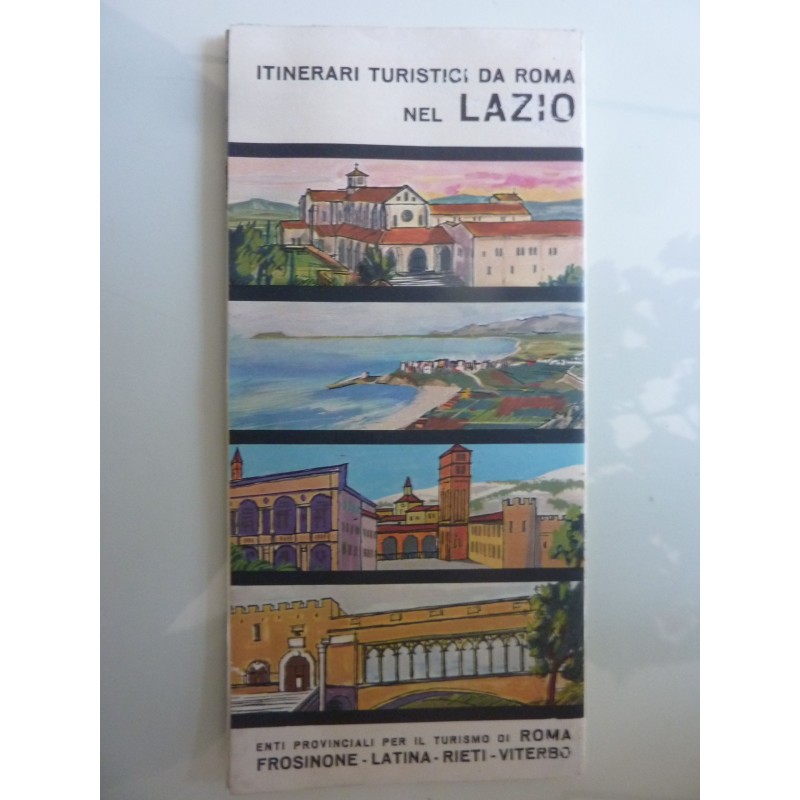 ITINERARI TURISTICI DA ROMA
NEL LAZIO
ENTI PROVINCIALI PER IL TURISMO DI ROMA
FROSINONE - LATINA - RIETI - VITERBO